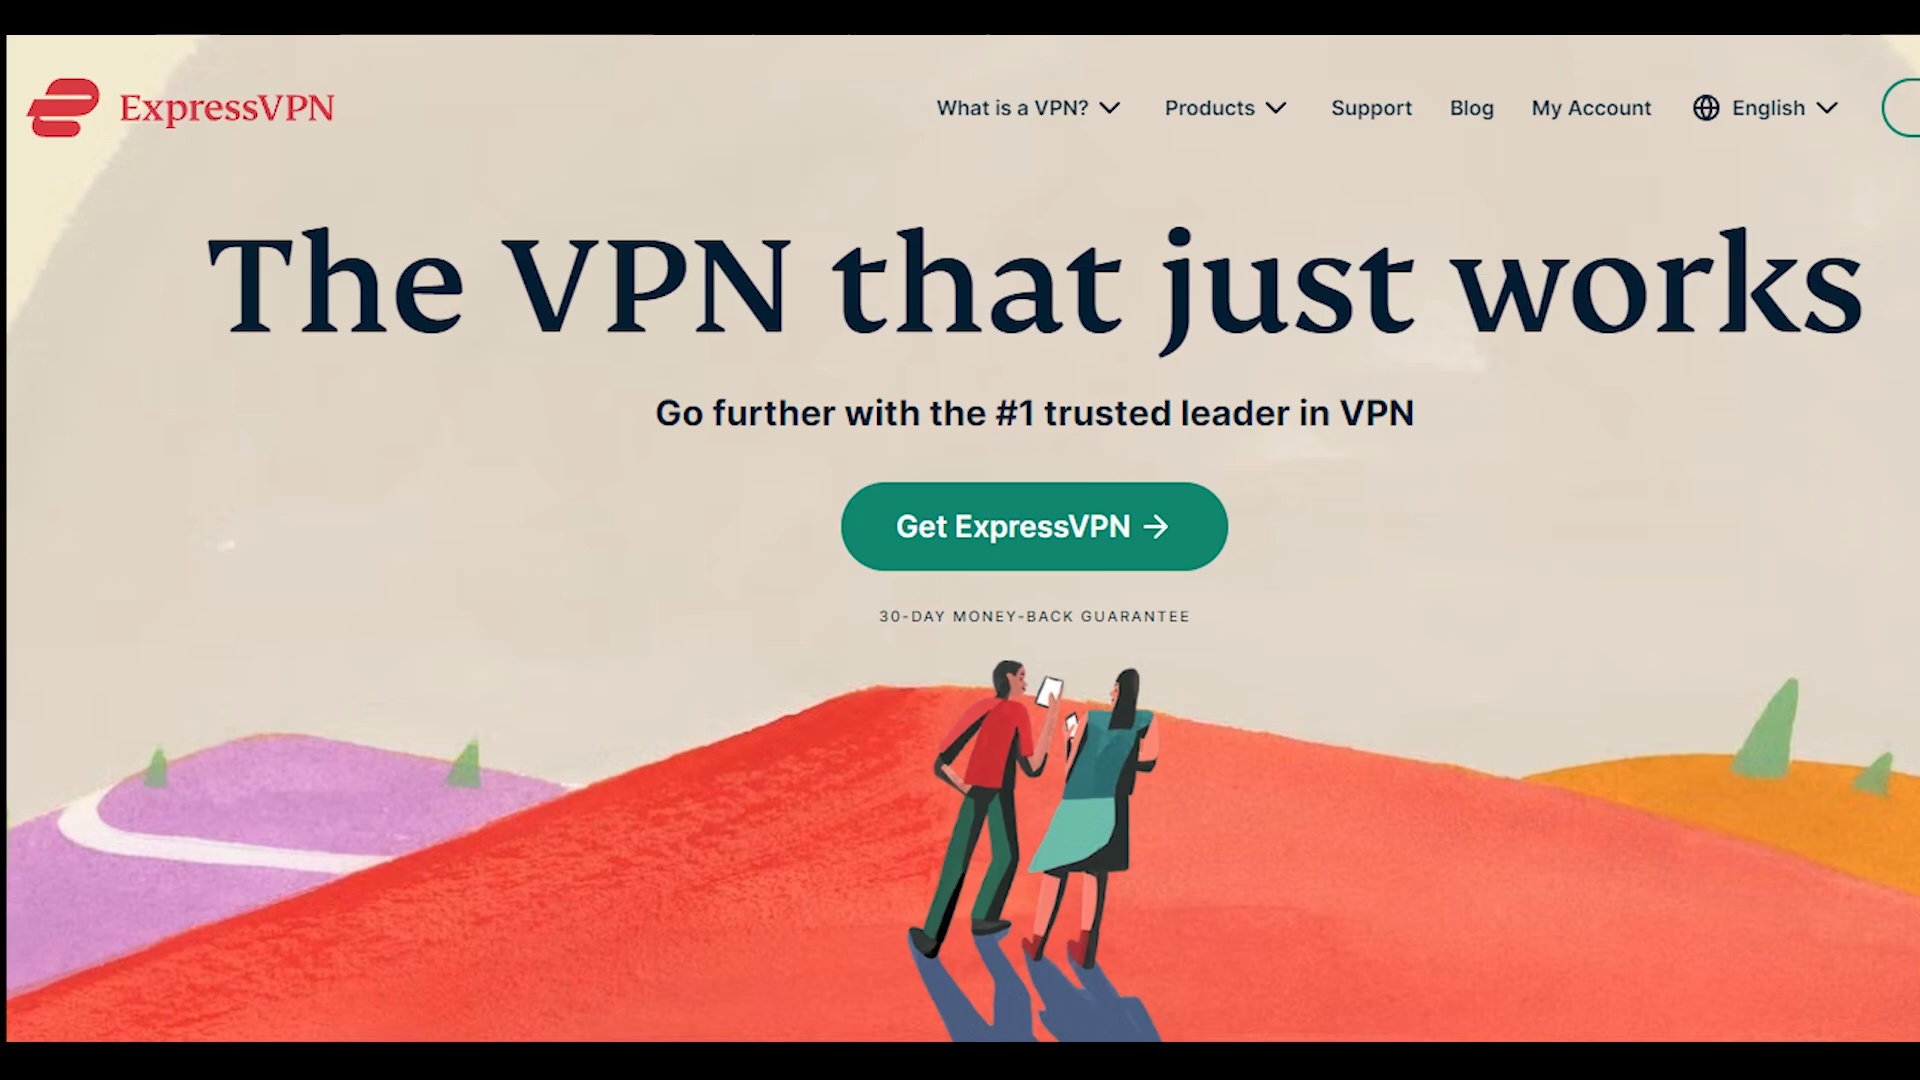 ExpressVPN
What is a VPN? Products Support Blog My Account English
The VPN that just works
Go further with the #1 trusted leader in VPN
Get ExpressVPN →
30-DAY MONEY-BACK GUARANTEE